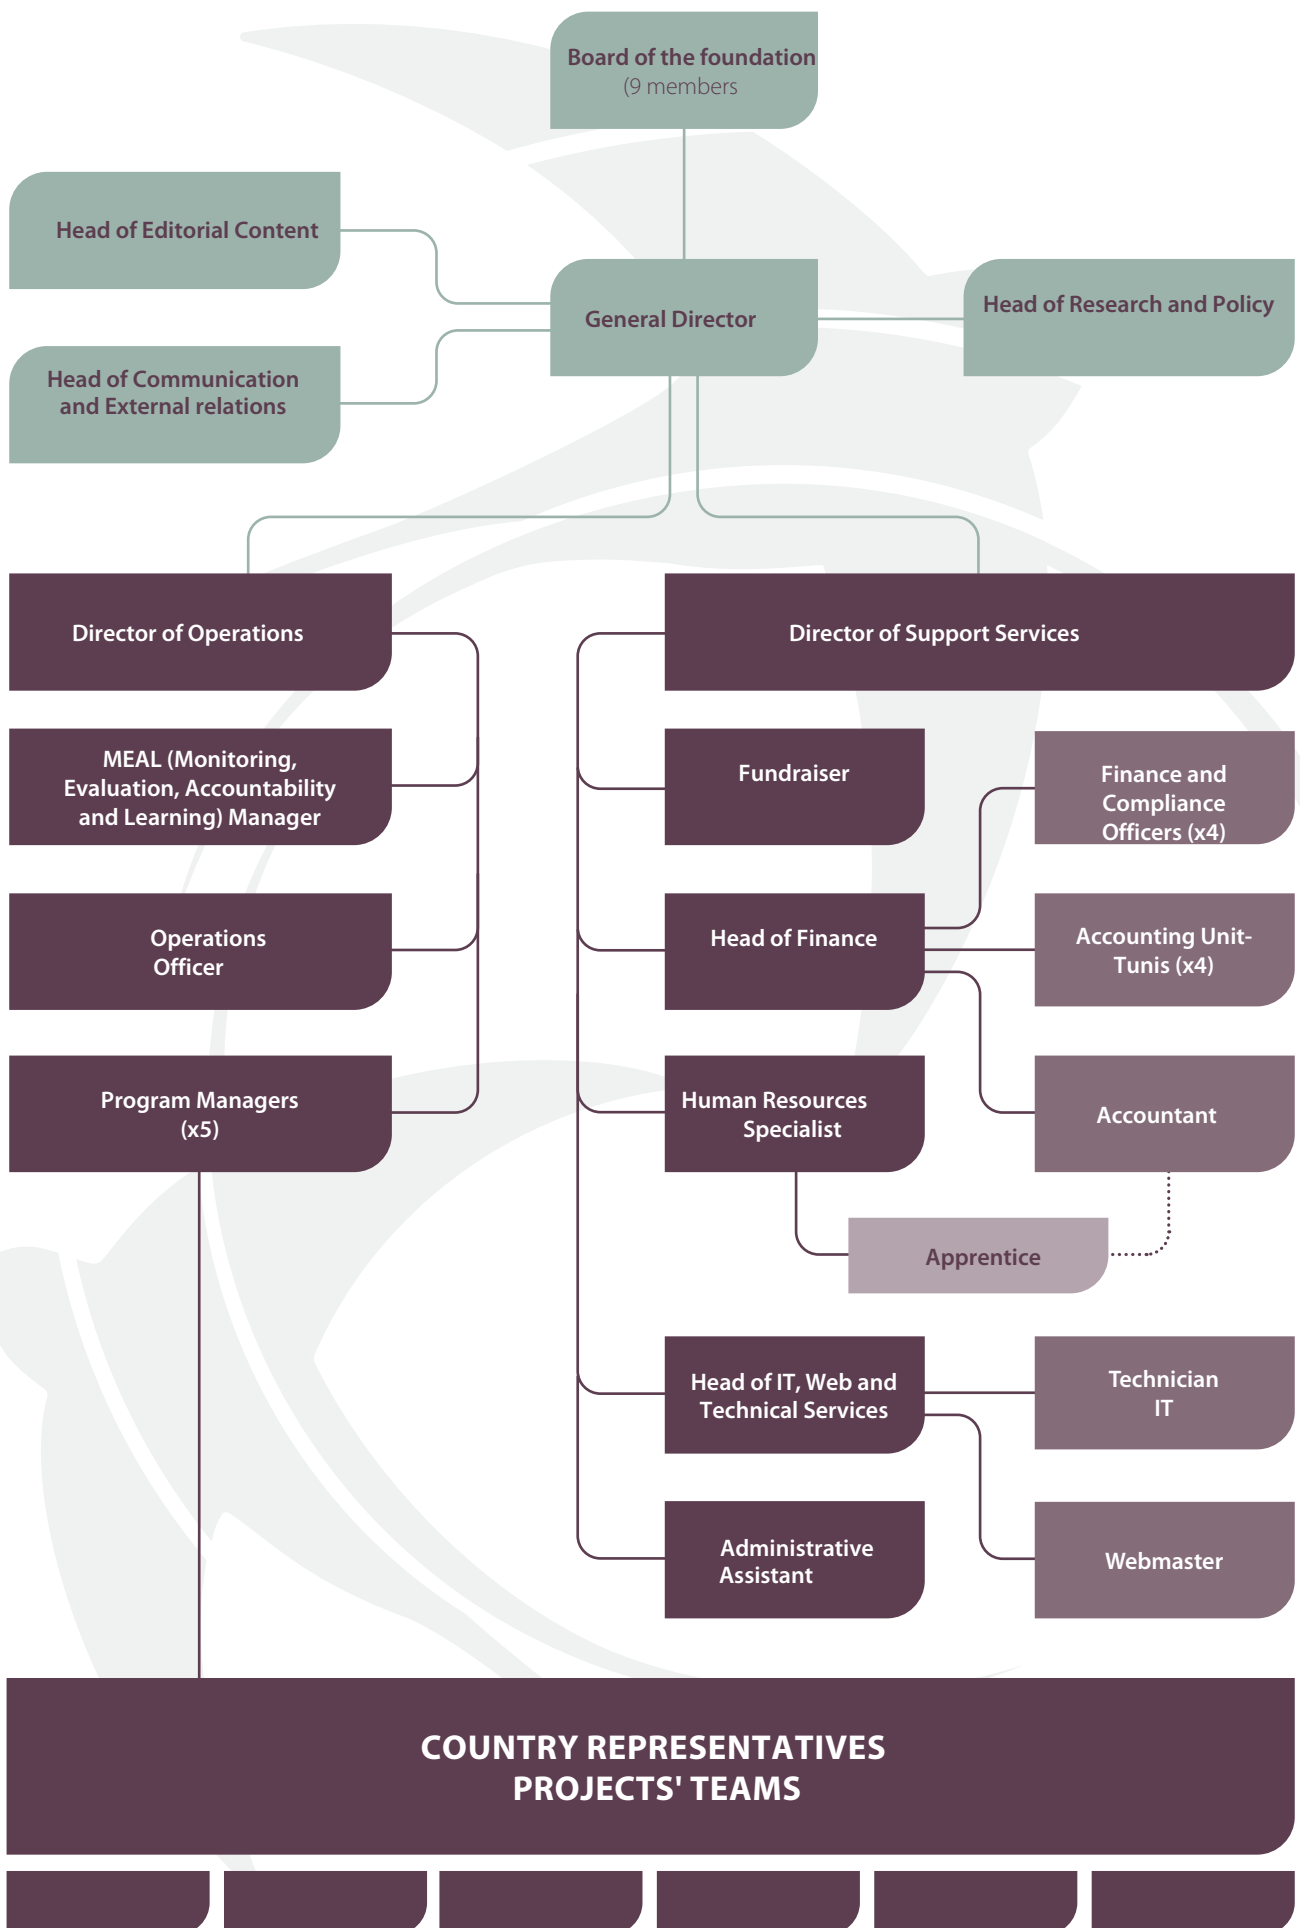 Board of the foundation
(9 members
Head of Editorial Content
General Director
Head of Research and Policy
Head of Communication
and External relations
Director of Operations
Director of Support Services
MEAL (Monitoring,
Evaluation, Accountability
and Learning) Manager
Fundraiser
Finance and
Compliance
Officers (x4)
Operations
Officer
Head of Finance
Accounting Unit-
Tunis (x4)
Program Managers
(x5)
Human Resources
Specialist
Accountant
Apprentice
Head of IT, Web and
Technical Services
Technician
IT
Administrative
Assistant
Webmaster
COUNTRY REPRESENTATIVES
PROJECTS' TEAMS